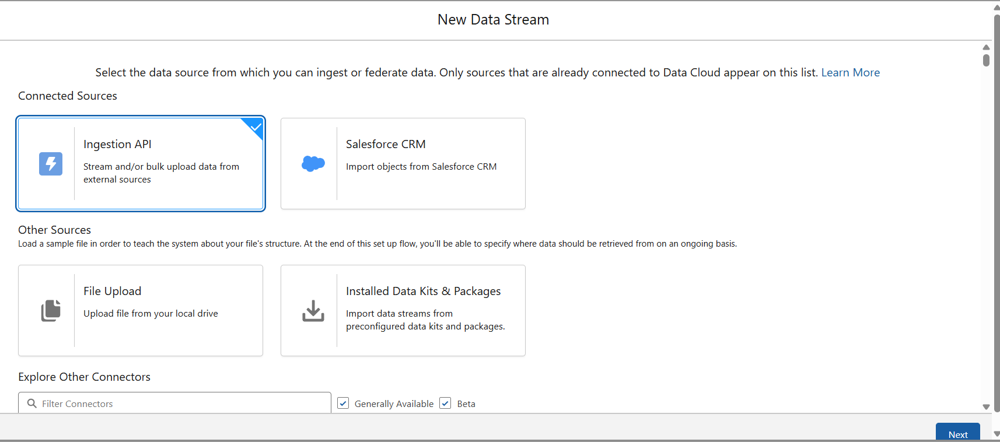 New Data Stream
Select the data source from which you can ingest or federate data. Only sources that are already connected to Data Cloud appear on this list. Learn More
Connected Sources
Ingestion API
Stream and/or bulk upload data from
external sources
Salesforce CRM
Import objects from Salesforce CRM
Other Sources
Load a sample file in order to teach the system about your file's structure. At the end of this set up flow, you'll be able to specify where data should be retrieved from on an ongoing basis.
File Upload
Upload file from your local drive
Installed Data Kits & Packages
Import data streams from
preconfigured data kits and packages.
Explore Other Connectors
Filter Connectors
Generally Available
Beta
Next